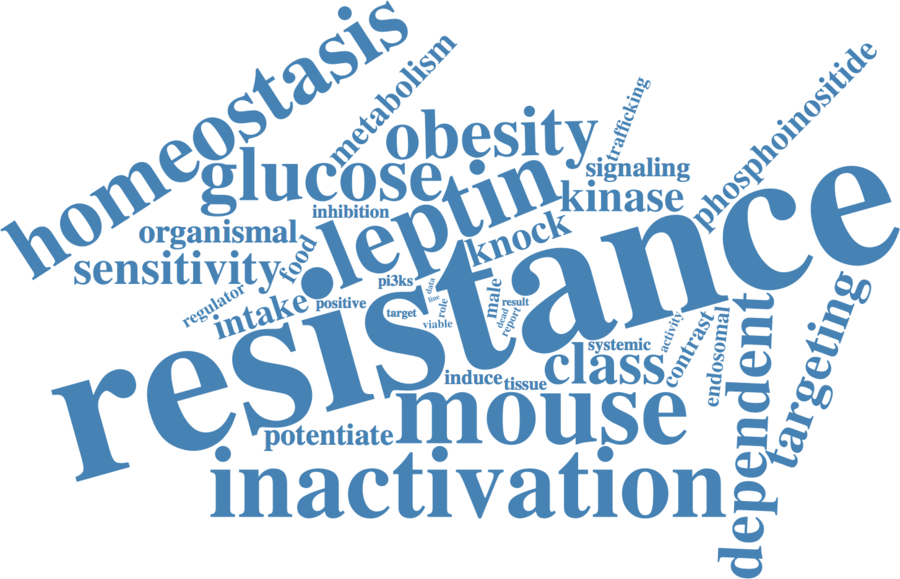 homeostasis
metabolism
obesity
trafficking
phosphoinositide
glucose
leptin
signaling
kinase
inhibition
organismal
knock
resistance
sensitivity
food
pi3ks
data
line
regulator
intake
positive
target
role
viable
male
result
dead
report
activity
contrast
endosomal
dependent
targeting
systemic
class
induce
tissue
mouse
potentiate
inactivation